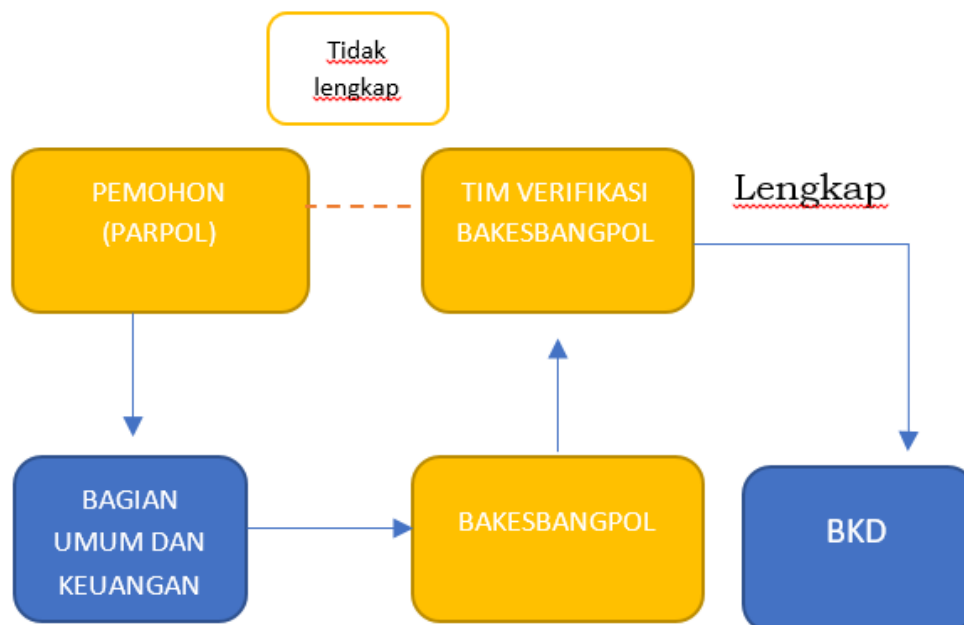 Tidak
lengkap
PEMOHON
(PARPOL)
TIM VERIFIKASI
BAKESBANGPOL
Lengkap
BAGIAN
UMUM DAN
KEUANGAN
BAKESBANGPOL
BKD